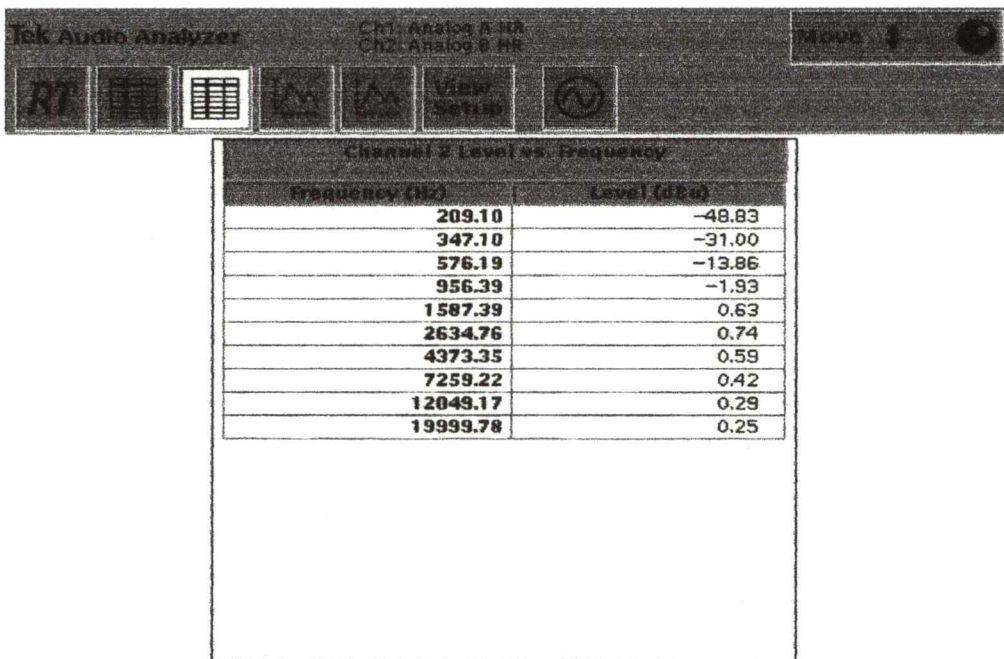 Tek Audio Analyzer
Ch1: Analog A HR
Ch2: Analog B HR
Move
RT
View
Setup
Channel 2 Level vs. Frequency
Frequency (Hz) Level (dBu)
209.10 −48.83
347.10 −31.00
576.19 −13.86
956.39 −1.93
1587.39 0.63
2634.76 0.74
4373.35 0.59
7259.22 0.42
12049.17 0.29
19999.78 0.25